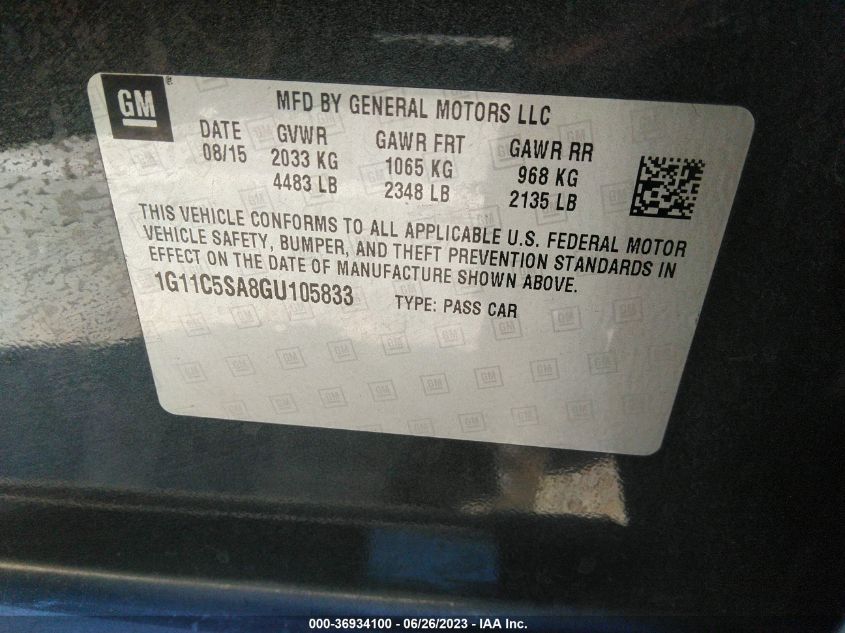 GM
MFD BY GENERAL MOTORS LLC
DATE GVWR GAWR FRT GAWR RR
08/15 2033 KG 1065 KG 968 KG
4483 LB 2348 LB 2135 LB
THIS VEHICLE CONFORMS TO ALL APPLICABLE U.S. FEDERAL MOTOR
VEHICLE SAFETY, BUMPER, AND THEFT PREVENTION STANDARDS IN
EFFECT ON THE DATE OF MANUFACTURE SHOWN ABOVE.
1G11C5SA8GU105833 TYPE: PASS CAR
000-36934100 - 06/26/2023 - IAA Inc.